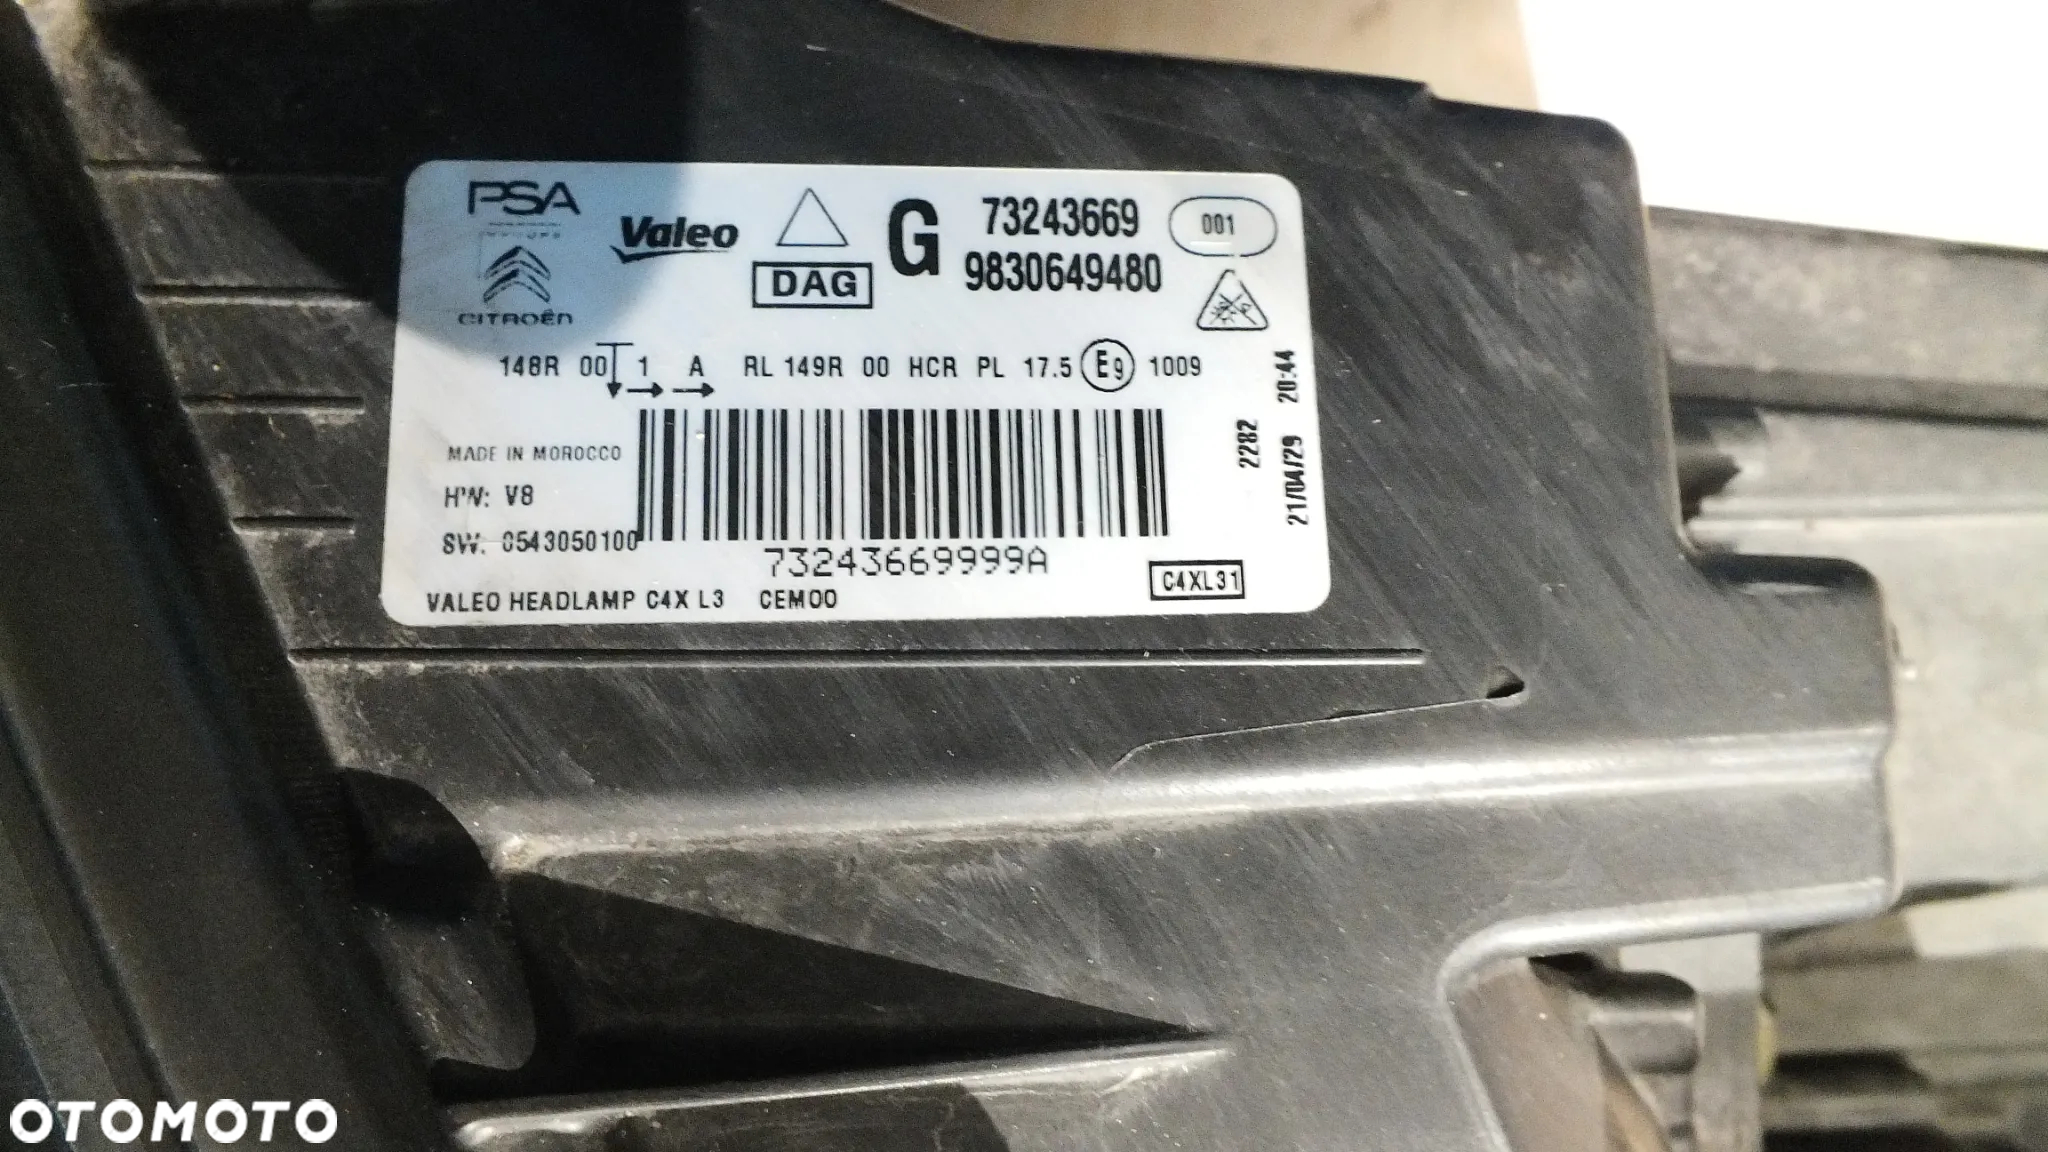 PSA
CITROËN
Valeo
DAG
G
73243669
9830649480
001
148R 00 1 A RL 149R 00 HCR PL 17.5 E9 1009
MADE IN MOROCCO
HW: V8
SW: 0543050100
73243669999A
VALEO HEADLAMP C4X L3 CEM00
C4XL31
2282
21/04/29 20:44
OTOMOTO